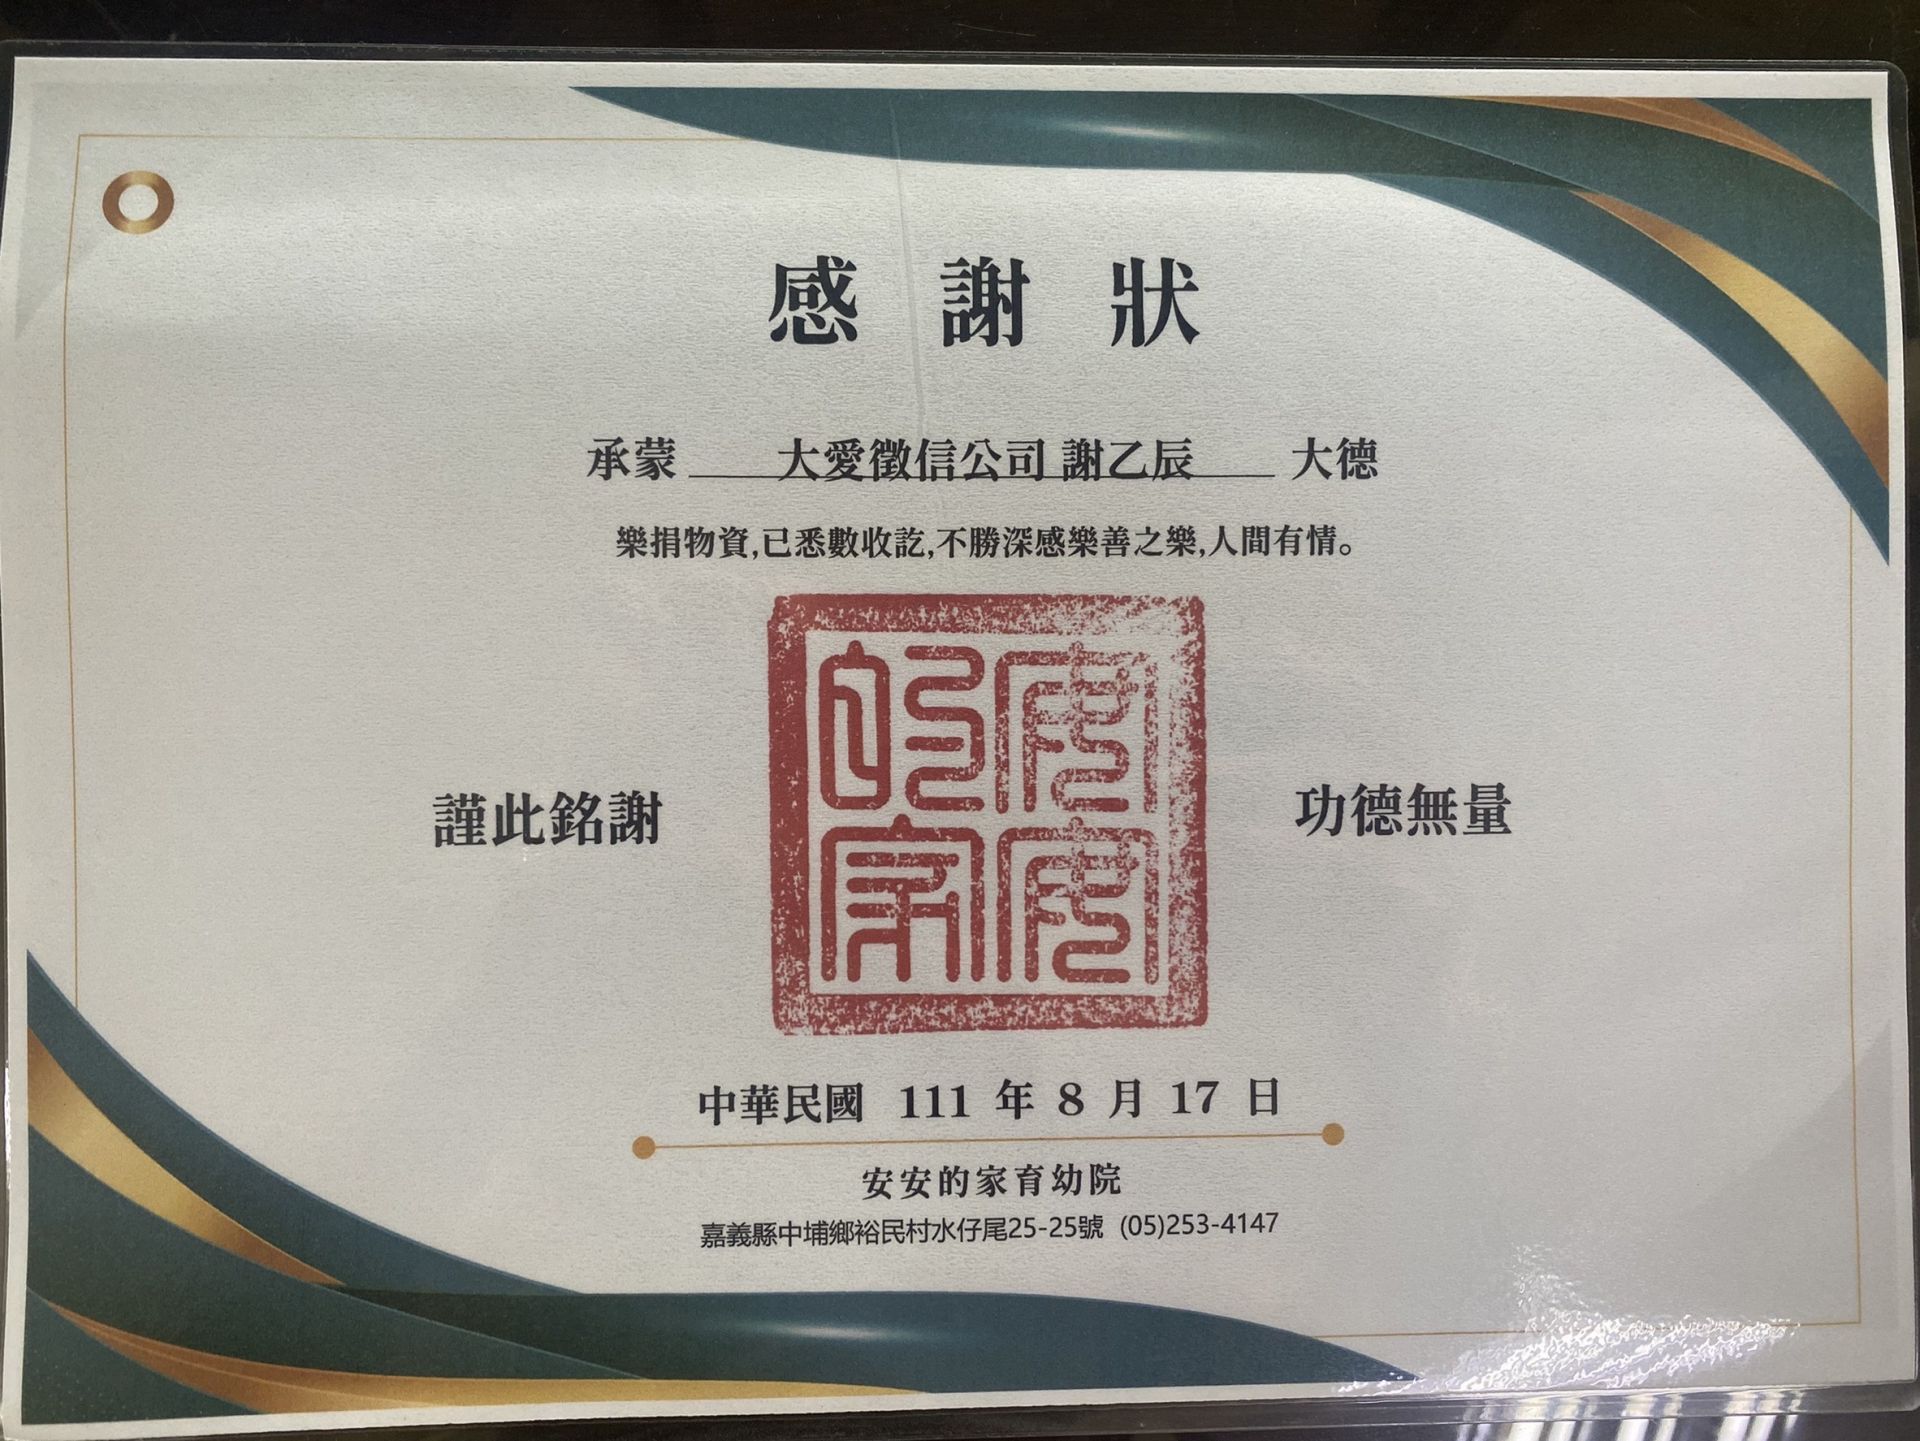 感謝狀
承蒙 大愛徵信公司 謝乙辰 大德
樂捐物資,已悉數收訖,不勝深感樂善之樂,人間有情。
謹此銘謝
安安的家
功德無量
中華民國 111 年 8 月 17 日
安安的家育幼院
嘉義縣中埔鄉裕民村水仔尾25-25號 (05)253-4147